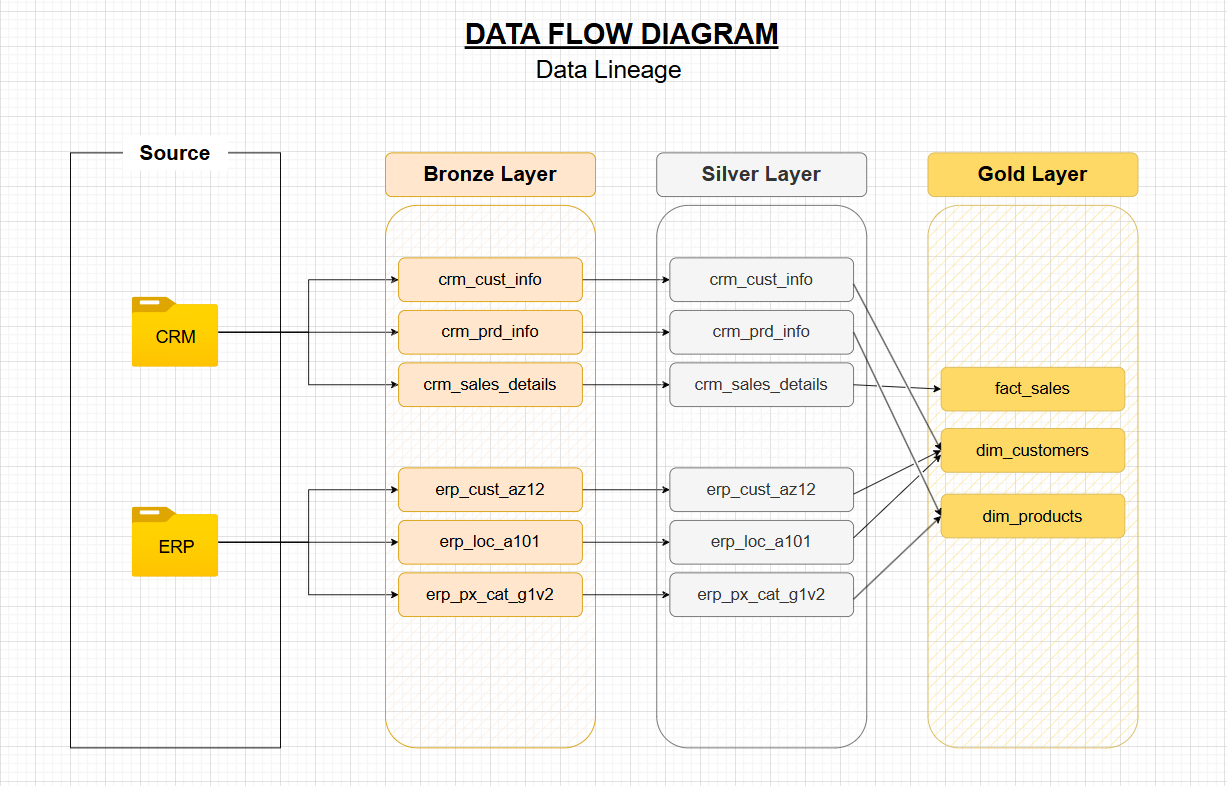 DATA FLOW DIAGRAM
Data Lineage
Source
Bronze Layer
Silver Layer
Gold Layer
CRM
ERP
crm_cust_info
crm_prd_info
crm_sales_details
erp_cust_az12
erp_loc_a101
erp_px_cat_g1v2
crm_cust_info
crm_prd_info
crm_sales_details
erp_cust_az12
erp_loc_a101
erp_px_cat_g1v2
fact_sales
dim_customers
dim_products